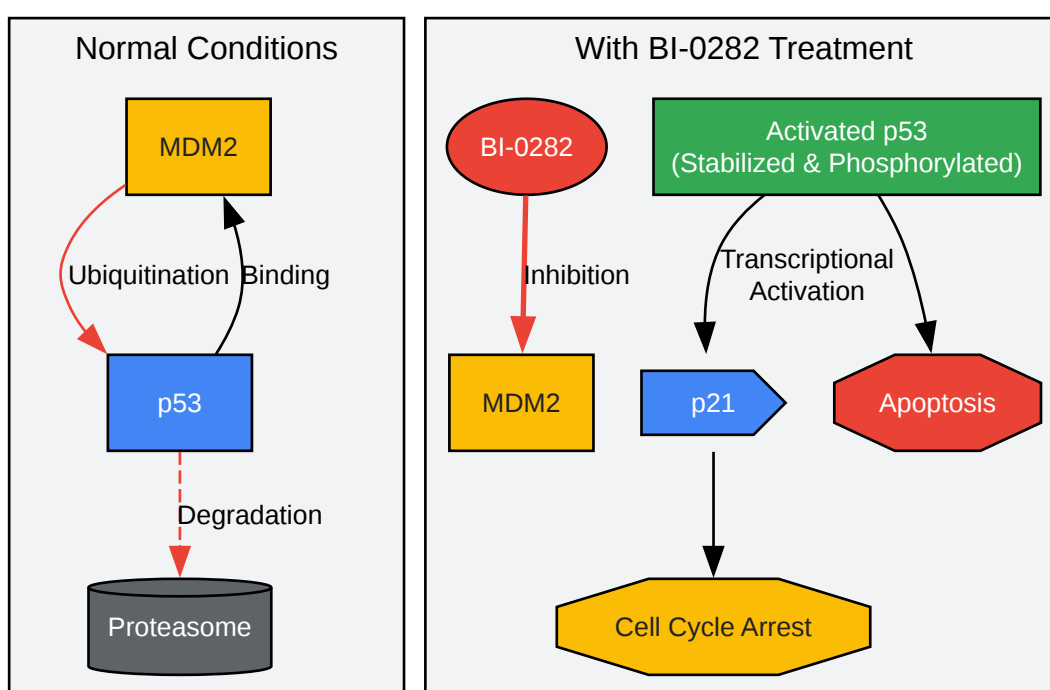 Normal Conditions
MDM2
Ubiquitination
Binding
p53
Degradation
Proteasome
With BI-0282 Treatment
BI-0282
Activated p53
(Stabilized & Phosphorylated)
Inhibition
Transcriptional
Activation
MDM2
p21
Apoptosis
Cell Cycle Arrest